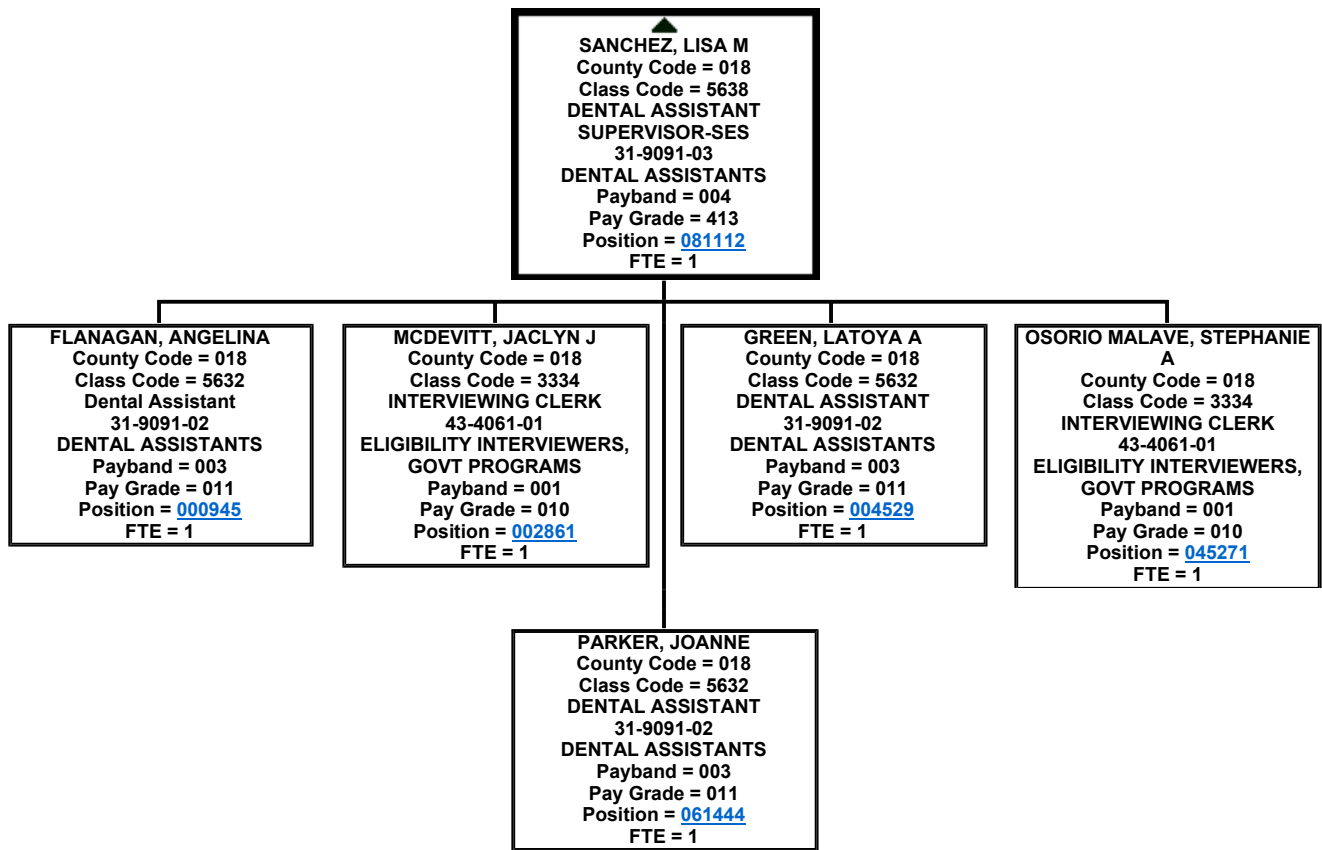 SANCHEZ, LISA M
County Code = 018
Class Code = 5638
DENTAL ASSISTANT
SUPERVISOR-SES
31-9091-03
DENTAL ASSISTANTS
Payband = 004
Pay Grade = 413
Position = 081112
FTE = 1
FLANAGAN, ANGELINA
County Code = 018
Class Code = 5632
Dental Assistant
31-9091-02
DENTAL ASSISTANTS
Payband = 003
Pay Grade = 011
Position = 000945
FTE = 1
MCDEVITT, JACLYN J
County Code = 018
Class Code = 3334
INTERVIEWING CLERK
43-4061-01
ELIGIBILITY INTERVIEWERS,
GOVT PROGRAMS
Payband = 001
Pay Grade = 010
Position = 002861
FTE = 1
GREEN, LATOYA A
County Code = 018
Class Code = 5632
DENTAL ASSISTANT
31-9091-02
DENTAL ASSISTANTS
Payband = 003
Pay Grade = 011
Position = 004529
FTE = 1
OSORIO MALAVE, STEPHANIE
A
County Code = 018
Class Code = 3334
INTERVIEWING CLERK
43-4061-01
ELIGIBILITY INTERVIEWERS,
GOVT PROGRAMS
Payband = 001
Pay Grade = 010
Position = 045271
FTE = 1
PARKER, JOANNE
County Code = 018
Class Code = 5632
DENTAL ASSISTANT
31-9091-02
DENTAL ASSISTANTS
Payband = 003
Pay Grade = 011
Position = 061444
FTE = 1